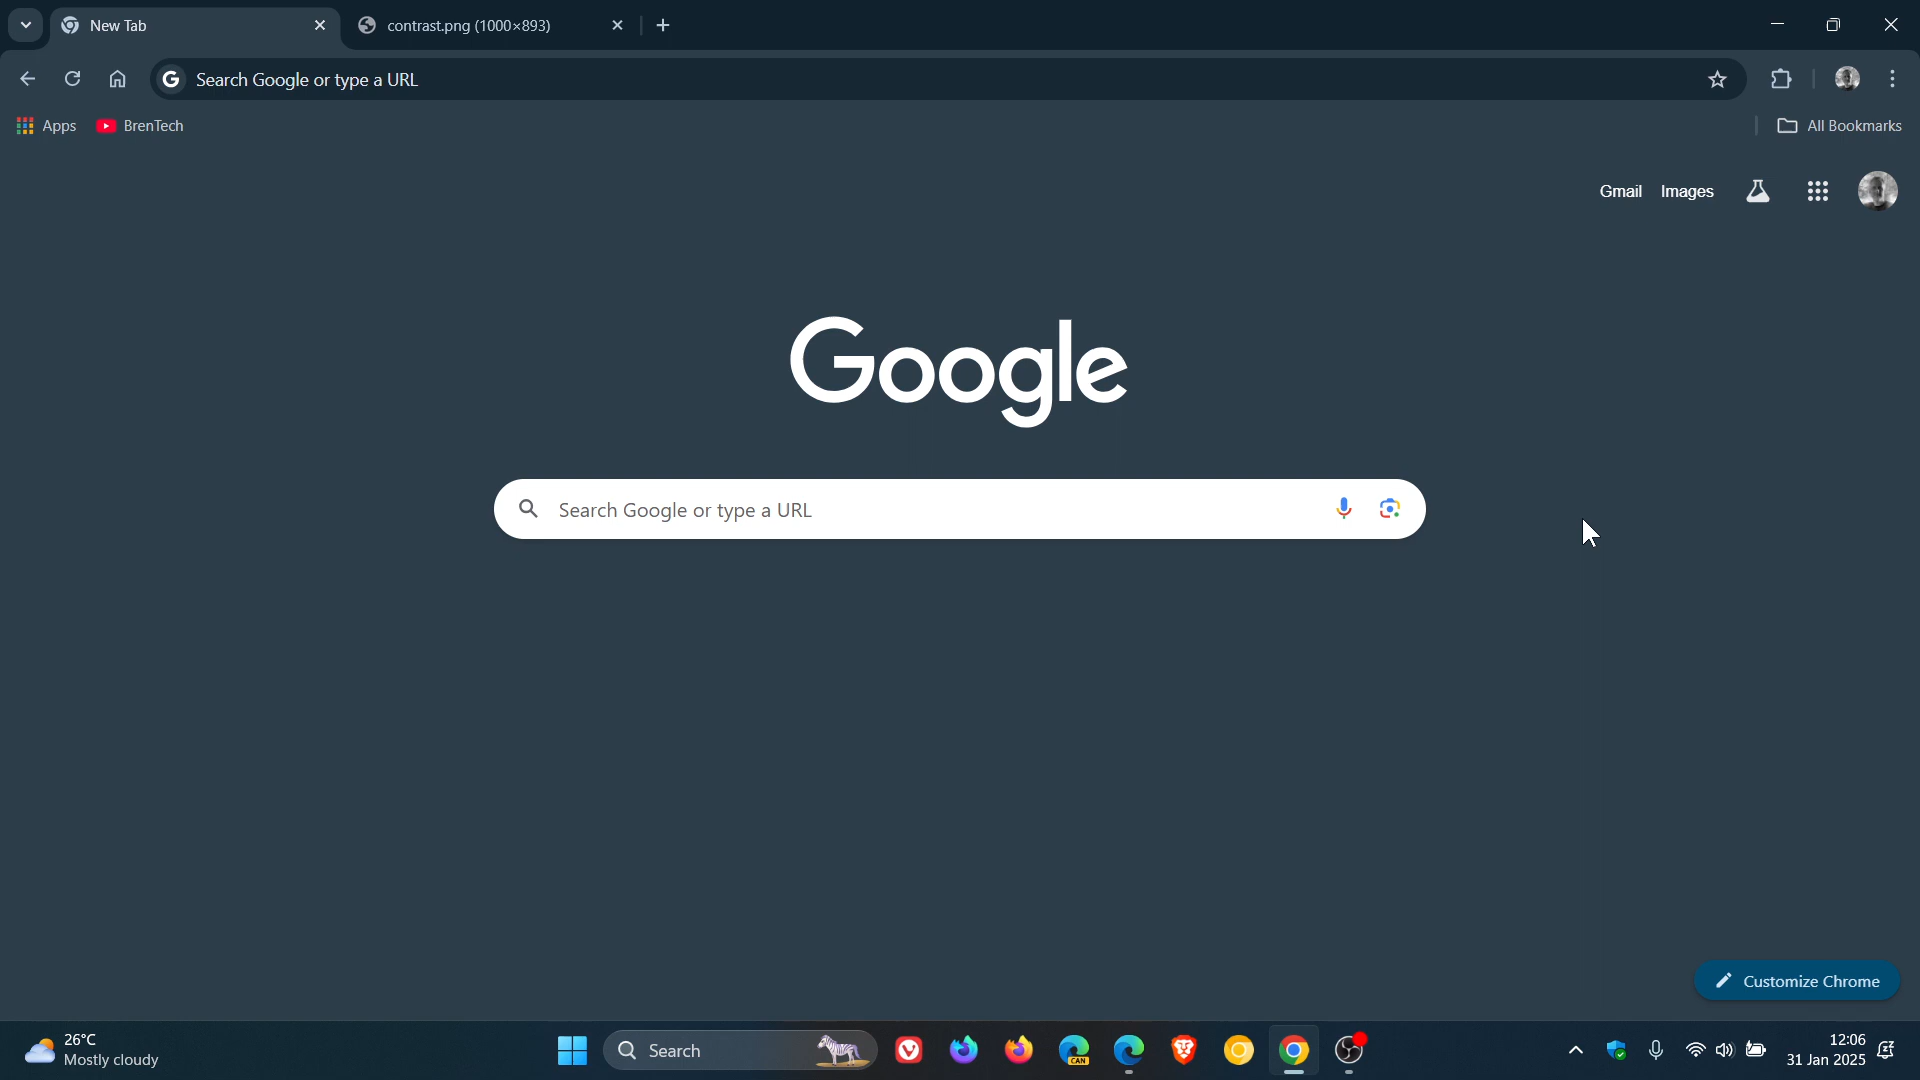 New Tab
contrast.png (1000×893)
Search Google or type a URL
Apps
BrenTech
All Bookmarks
Gmail
Images
Google
Search Google or type a URL
Customize Chrome
26°C
Mostly cloudy
Search
CAN
12:06
31 Jan 2025